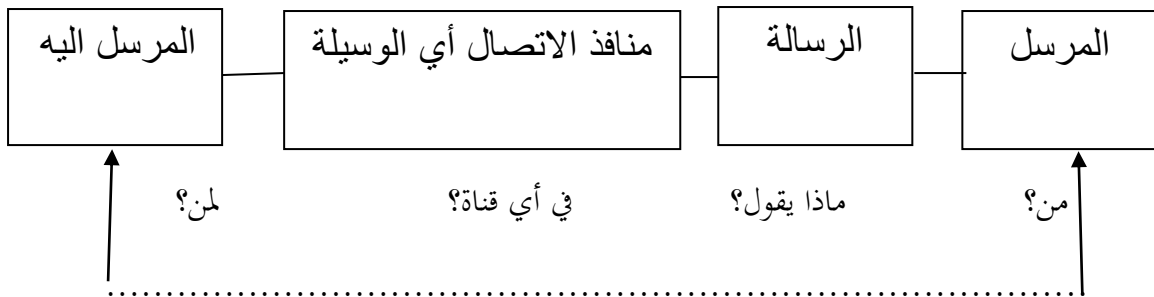 المرسل
الرسالة
منافذ الاتصال أي الوسيلة
المرسل اليه
من؟
ماذا يقول؟
في أي قناة؟
لمن؟